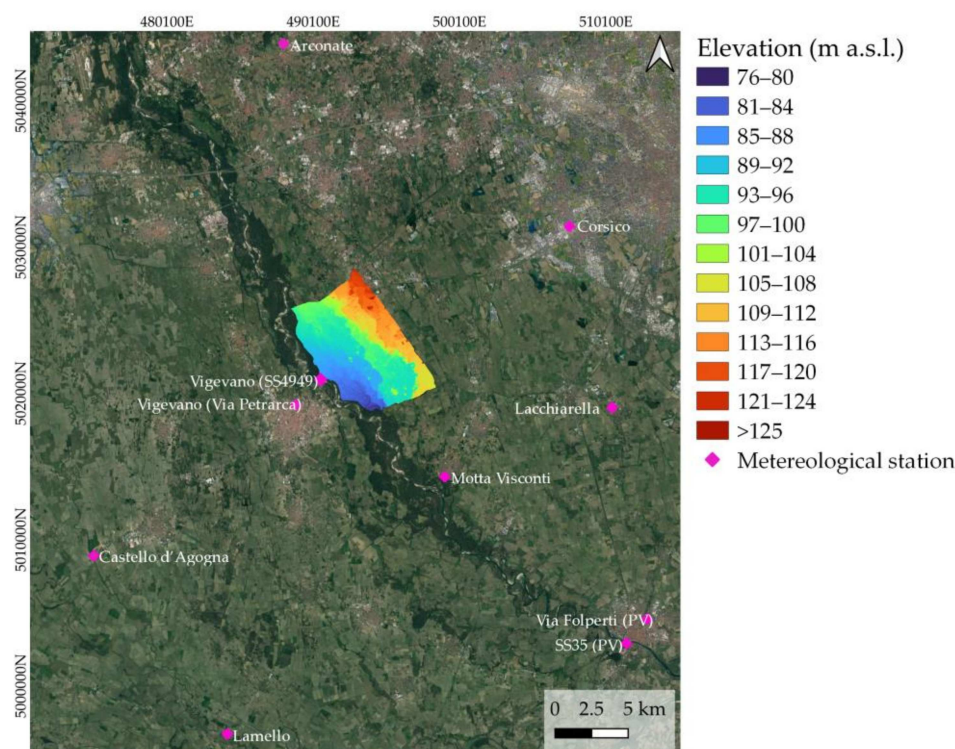 480100E 490100E 500100E 510100E
5040000N
5030000N
5020000N
5010000N
5000000N
Arconate
Corsico
Vigevano (SS4949)
Vigevano (Via Petrarca)
Lacchiarella
Motta Visconti
Castello d'Agogna
Via Folperti (PV)
SS35 (PV)
Lamello
0 2.5 5 km
Elevation (m a.s.l.)
76–80
81–84
85–88
89–92
93–96
97–100
101–104
105–108
109–112
113–116
117–120
121–124
>125
Metereological station